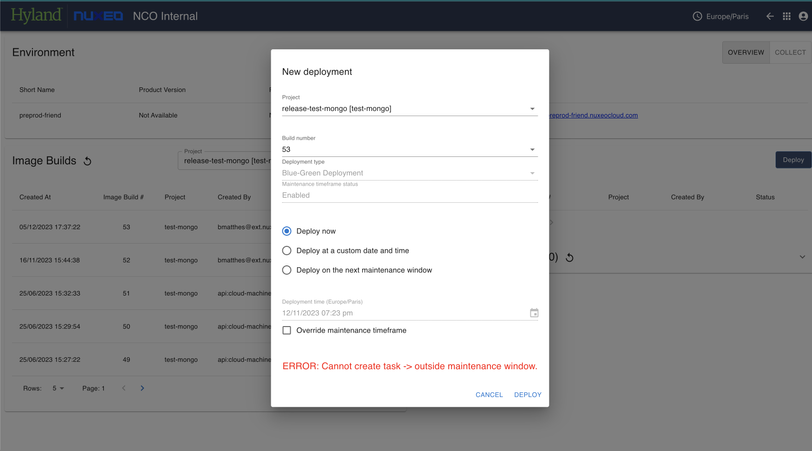 Hyland NUXEO NCO Internal Europe/Paris
Environment
OVERVIEW COLLECT
Short Name Product Version
preprod-friend Not Available
preprod-friend.nuxeocloud.com
Image Builds
Project
release-test-mongo [test-m
Deploy
Created At Image Build # Project Created By
Project Created By Status
05/12/2023 17:37:22 53 test-mongo bmatthes@ext.nu
16/11/2023 15:44:38 52 test-mongo bmatthes@ext.nu
25/06/2023 15:32:33 51 test-mongo api:cloud-machine
25/06/2023 15:29:54 50 test-mongo api:cloud-machine
25/06/2023 15:27:22 49 test-mongo api:cloud-machine
Rows: 5 Page: 1
0)
New deployment
Project
release-test-mongo [test-mongo]
Build number
53
Deployment type
Blue-Green Deployment
Maintenance timeframe status
Enabled
Deploy now
Deploy at a custom date and time
Deploy on the next maintenance window
Deployment time (Europe/Paris)
12/11/2023 07:23 pm
Override maintenance timeframe
ERROR: Cannot create task -> outside maintenance window.
CANCEL DEPLOY